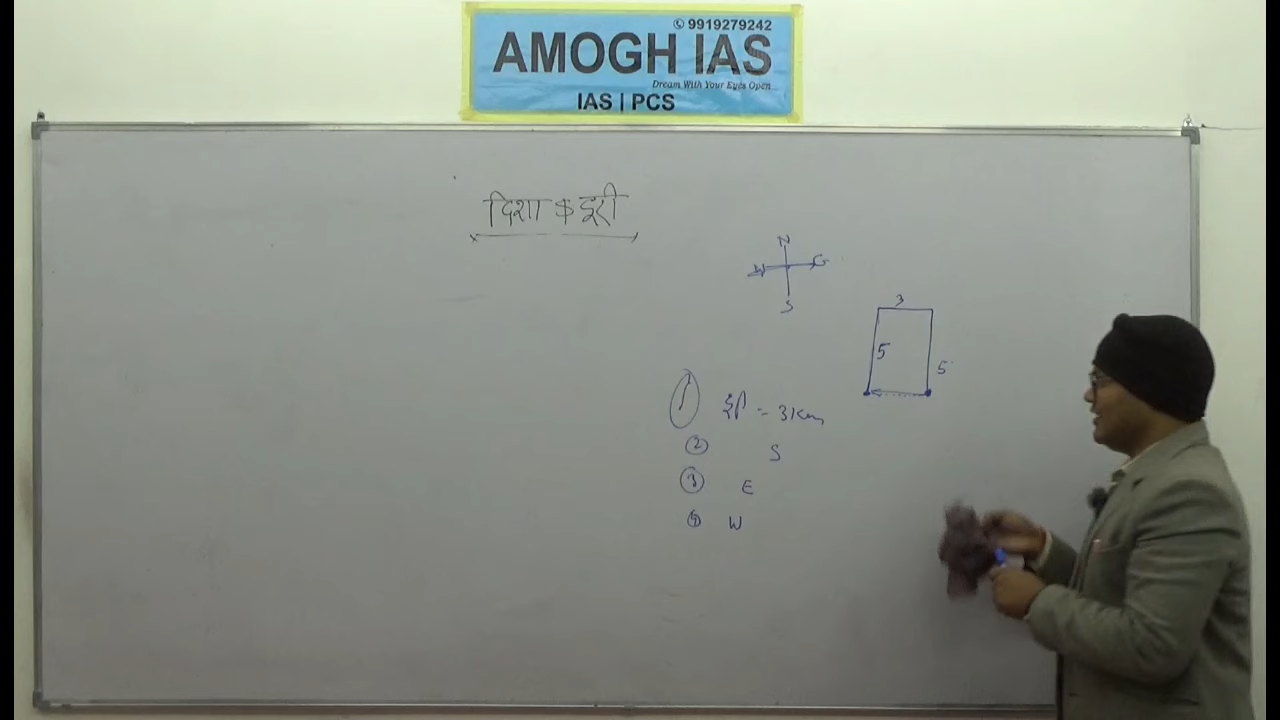 9919279242
AMOGH IAS
Dream With Your Eyes Open
IAS | PCS
दिशा & दूरी
N
W E
S
3
5
5
1 दूरी = 3 km
2 S
3 E
4 W